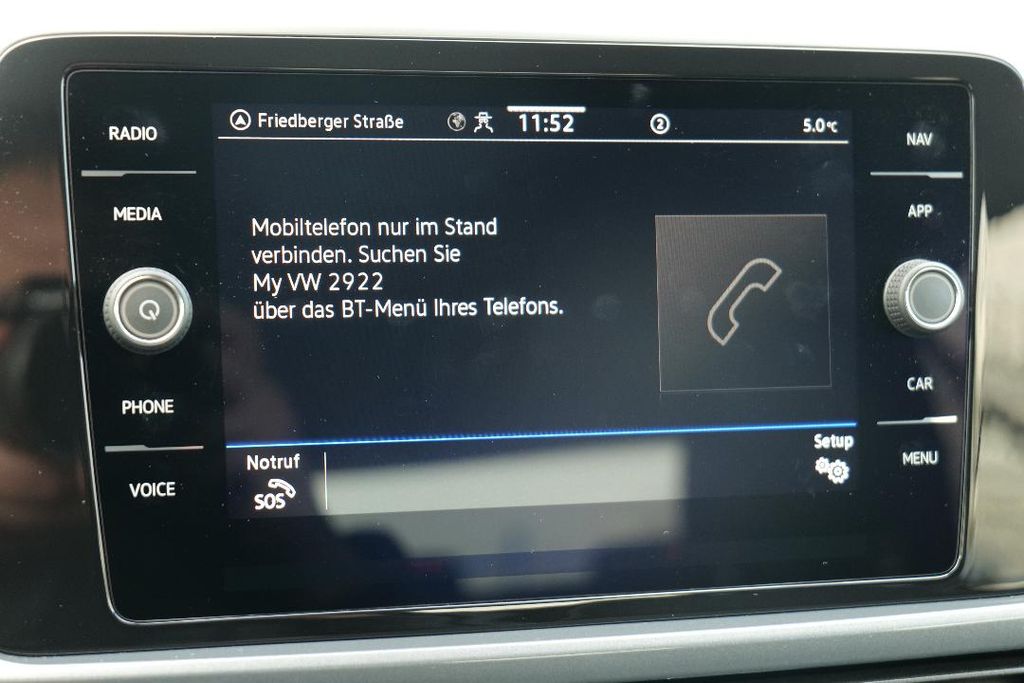 RADIO
MEDIA
PHONE
VOICE
Friedberger Straße
11:52
2
5.0°C
Mobiltelefon nur im Stand
verbinden. Suchen Sie
My VW 2922
über das BT-Menü Ihres Telefons.
Notruf
SOS
Setup
NAV
APP
CAR
MENU